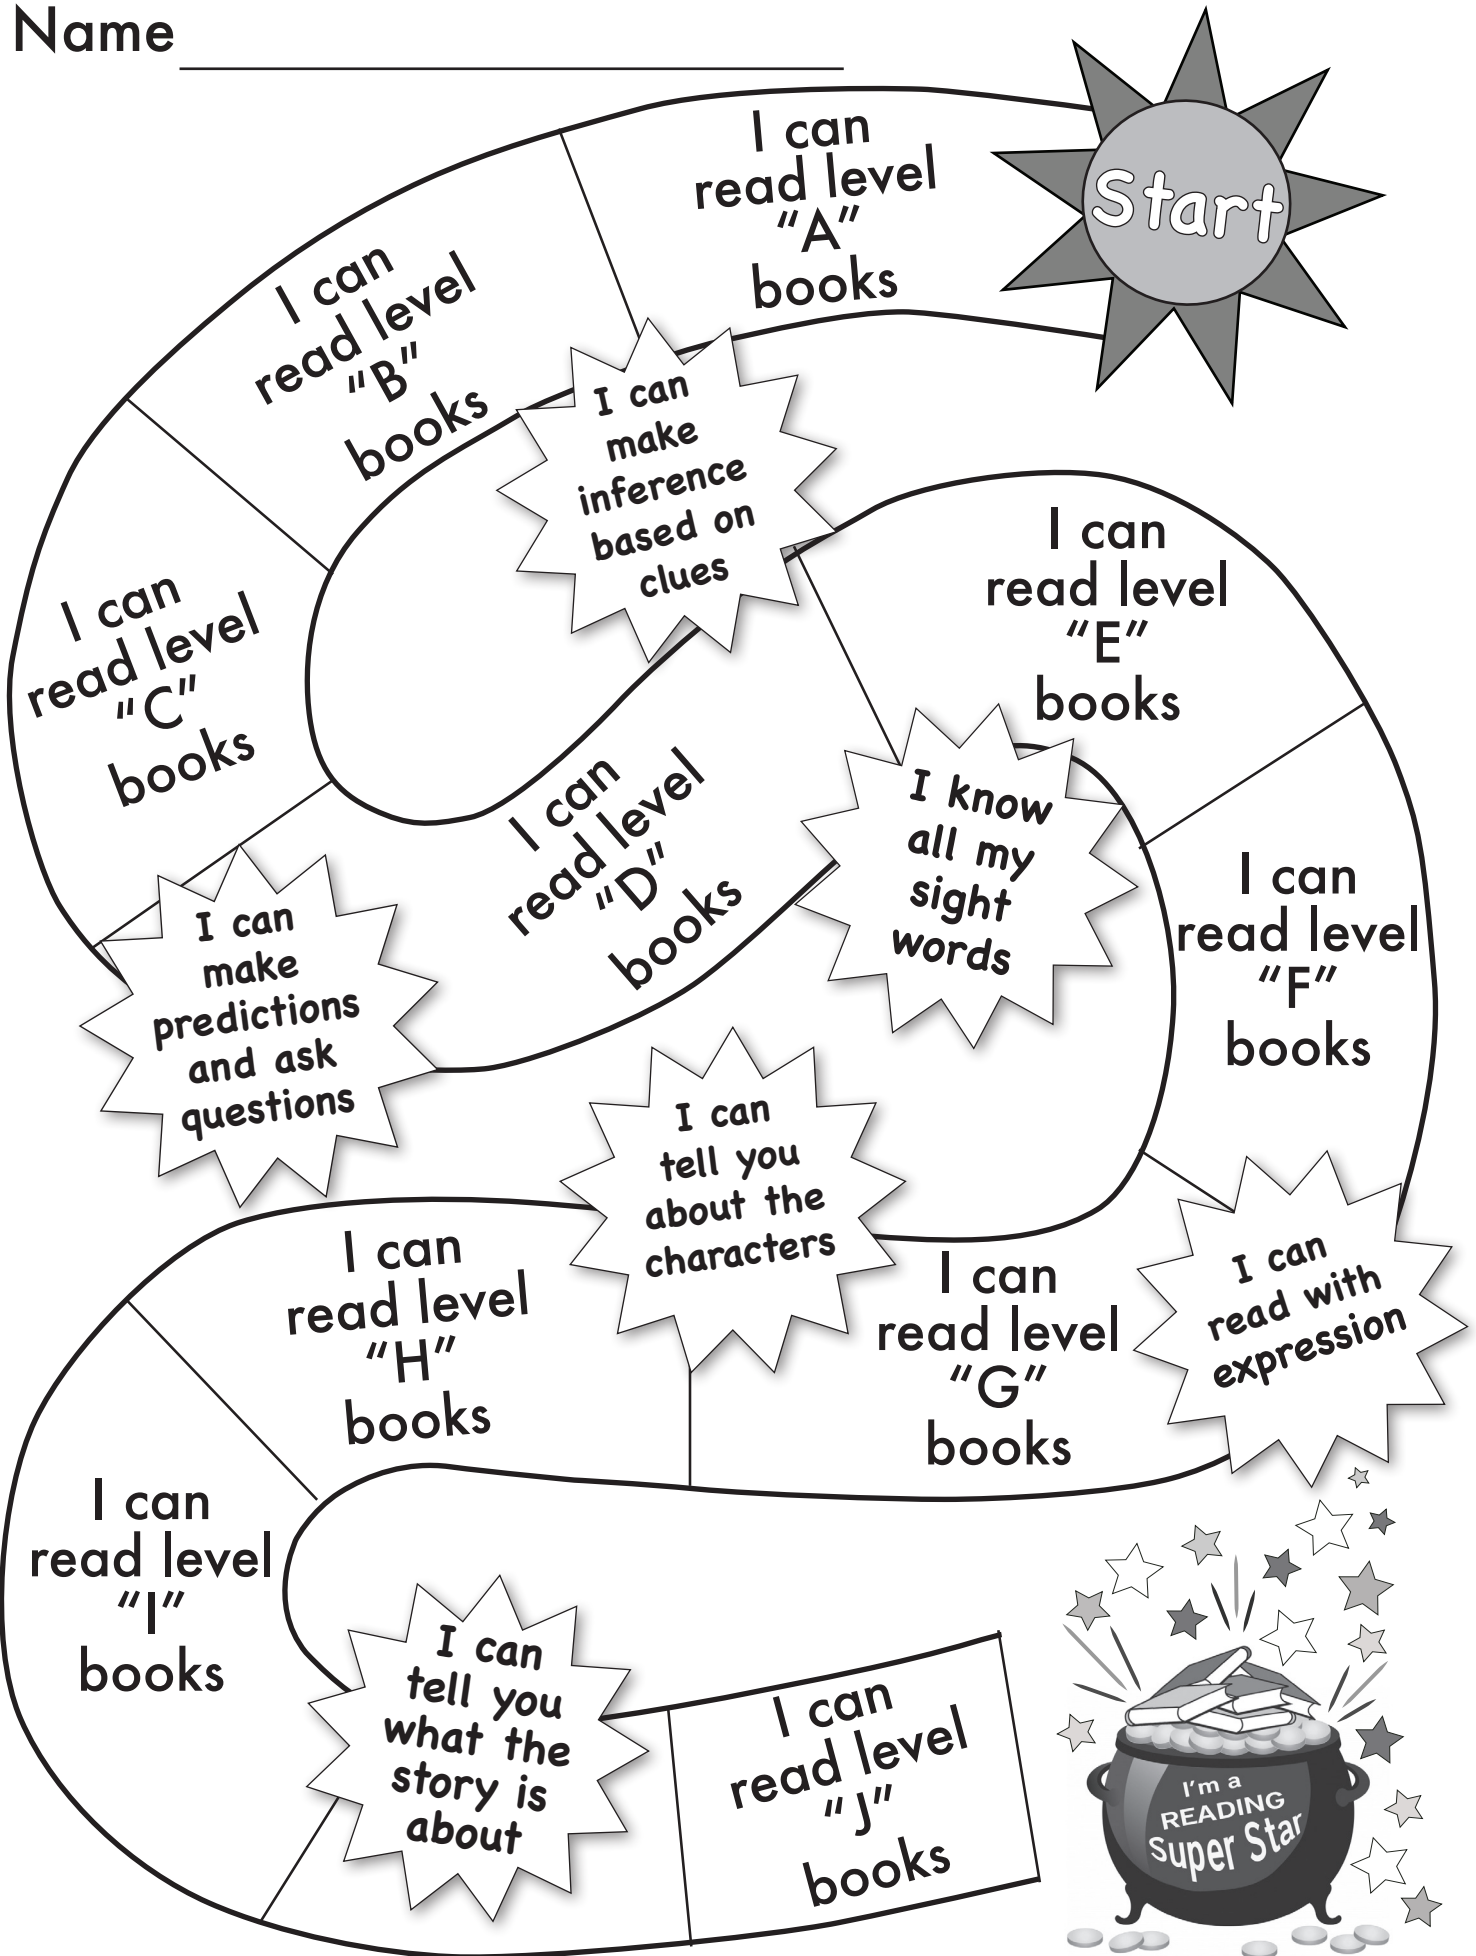 Name
Start
I can
read level
“A”
books
I can
read level
“B”
books
I can
make
inference
based on
clues
I can
read level
“C”
books
I can
make
predictions
and ask
questions
I can
read level
“D”
books
I can
read level
“E”
books
I know
all my
sight
words
I can
read level
“F”
books
I can
read with
expression
I can
read level
“G”
books
I can
tell you
about the
characters
I can
read level
“H”
books
I can
read level
“I”
books
I can
tell you
what the
story is
about
I can
read level
“J”
books
I'm a
READING
Super Star